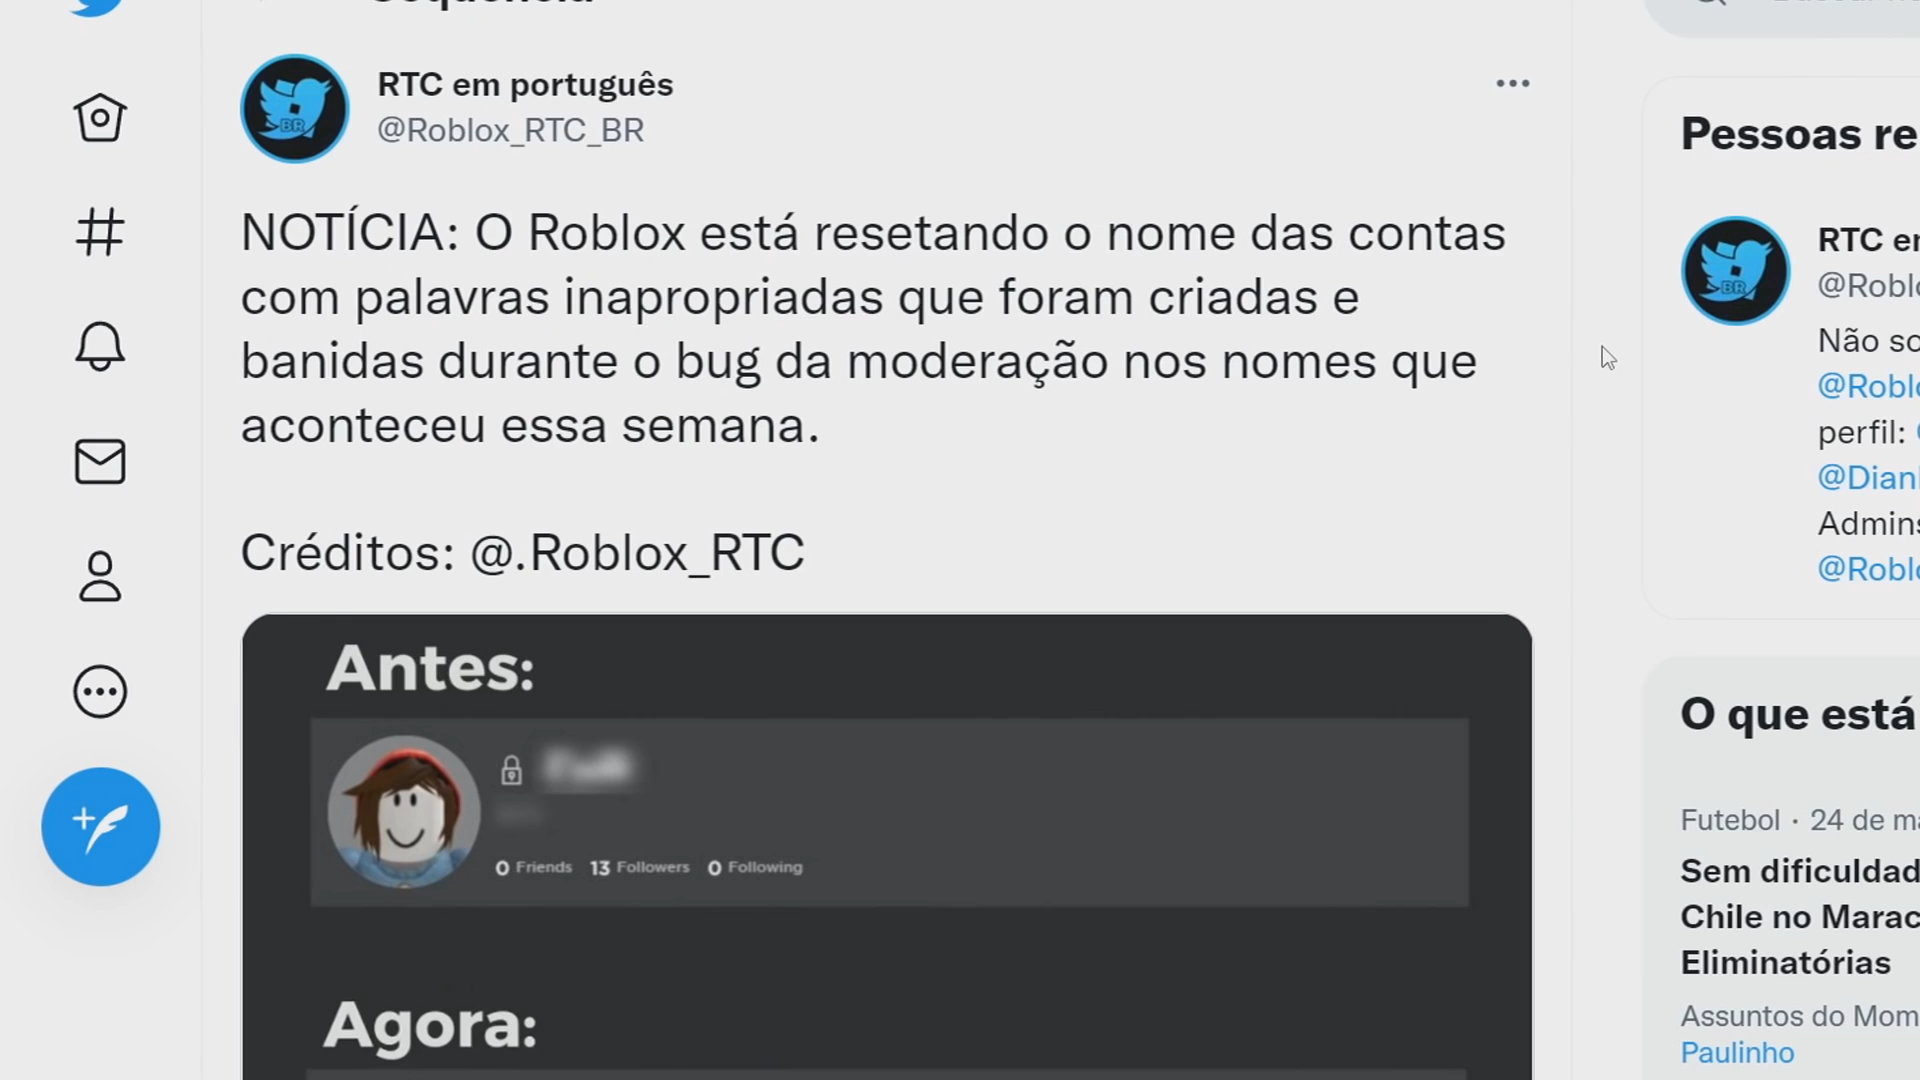 RTC em português
@Roblox_RTC_BR
NOTÍCIA: O Roblox está resetando o nome das contas
com palavras inapropriadas que foram criadas e
banidas durante o bug da moderação nos nomes que
aconteceu essa semana.
Créditos: @.Roblox_RTC
Antes:
0 Friends 13 Followers 0 Following
Agora:
Pessoas re
BR
RTC e
@Roblo
Não so
@Roblo
perfil:
@Dian
Admins
@Roblo
O que está
Futebol · 24 de ma
Sem dificuldad
Chile no Marac
Eliminatórias
Assuntos do Mom
Paulinho